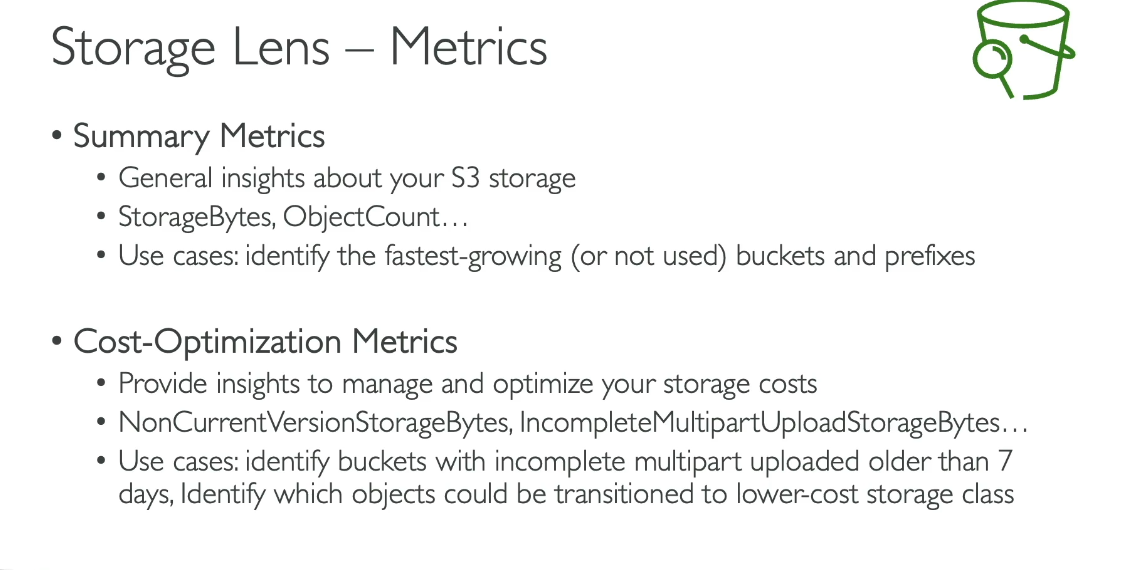 Storage Lens – Metrics
• Summary Metrics
• General insights about your S3 storage
• StorageBytes, ObjectCount…
• Use cases: identify the fastest-growing (or not used) buckets and prefixes
• Cost-Optimization Metrics
• Provide insights to manage and optimize your storage costs
• NonCurrentVersionStorageBytes, IncompleteMultipartUploadStorageBytes…
• Use cases: identify buckets with incomplete multipart uploaded older than 7
days, Identify which objects could be transitioned to lower-cost storage class